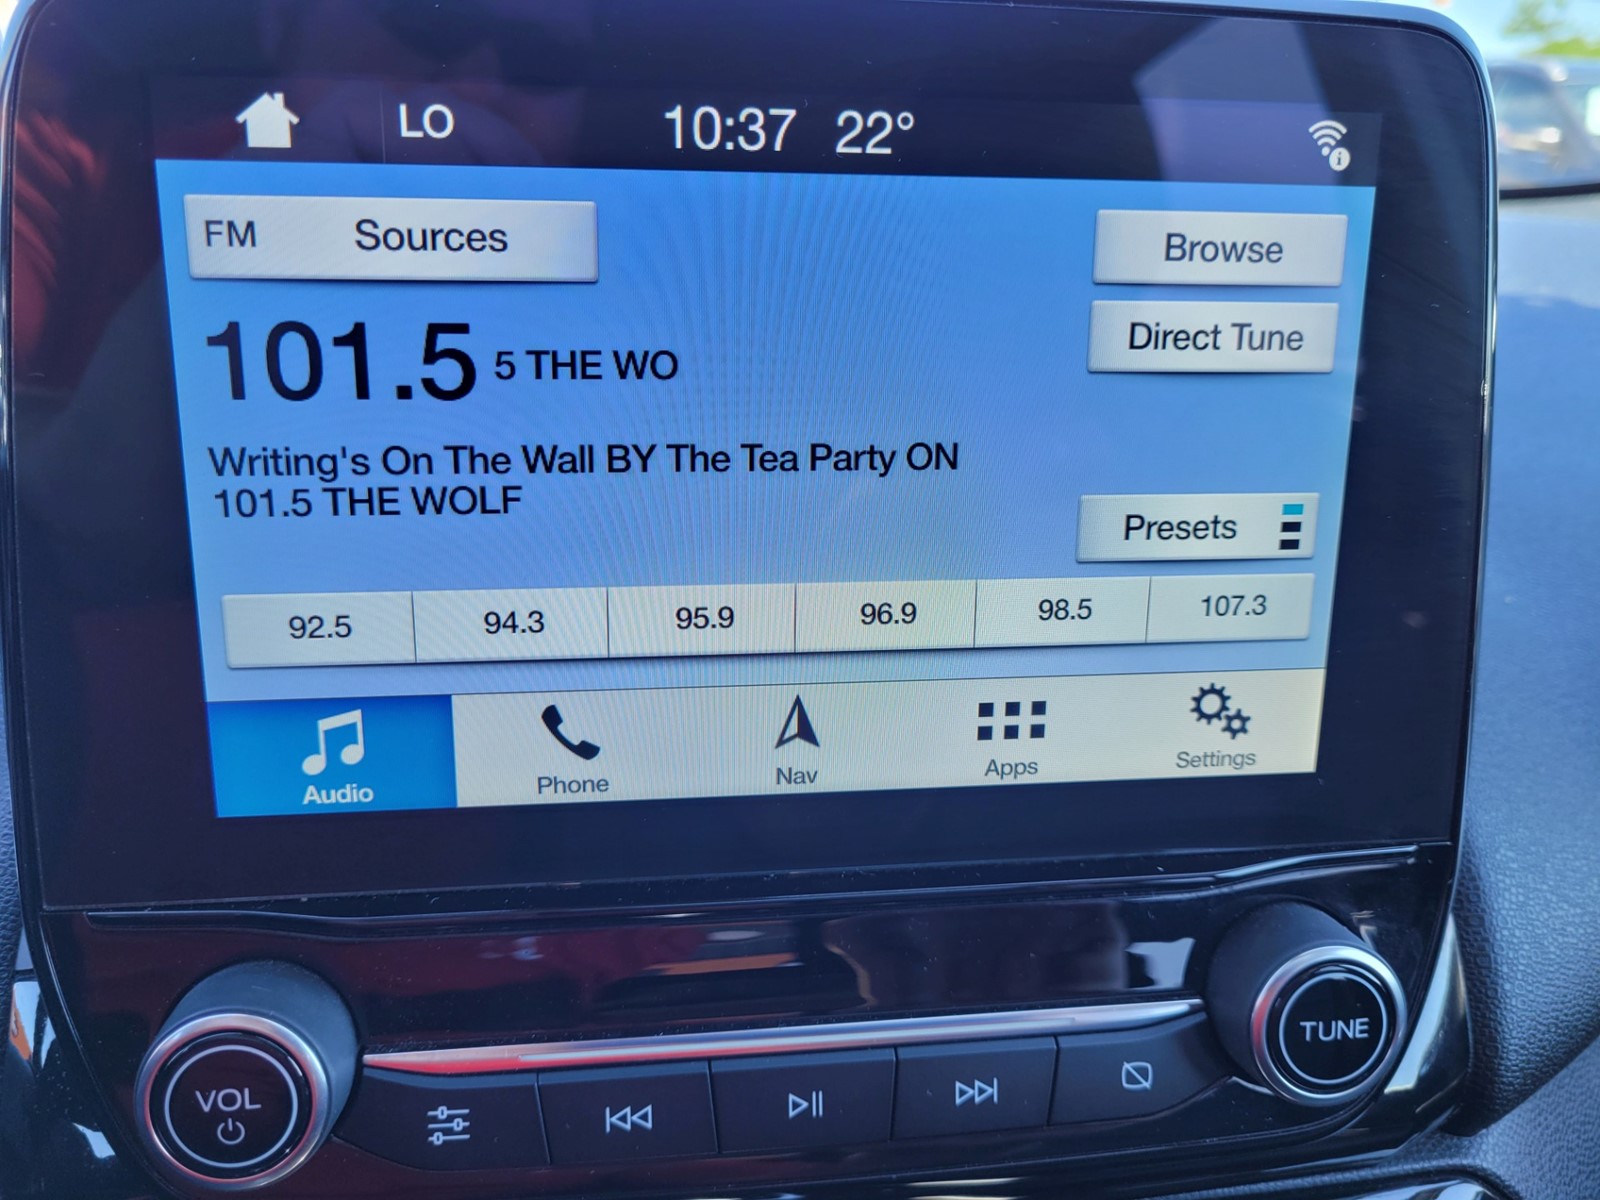 LO 10:37 22°
FM Sources
Browse
Direct Tune
101.5 5 THE WO
Writing's On The Wall BY The Tea Party ON
101.5 THE WOLF
Presets
92.5 94.3 95.9 96.9 98.5 107.3
Audio Phone Nav Apps Settings
VOL
TUNE